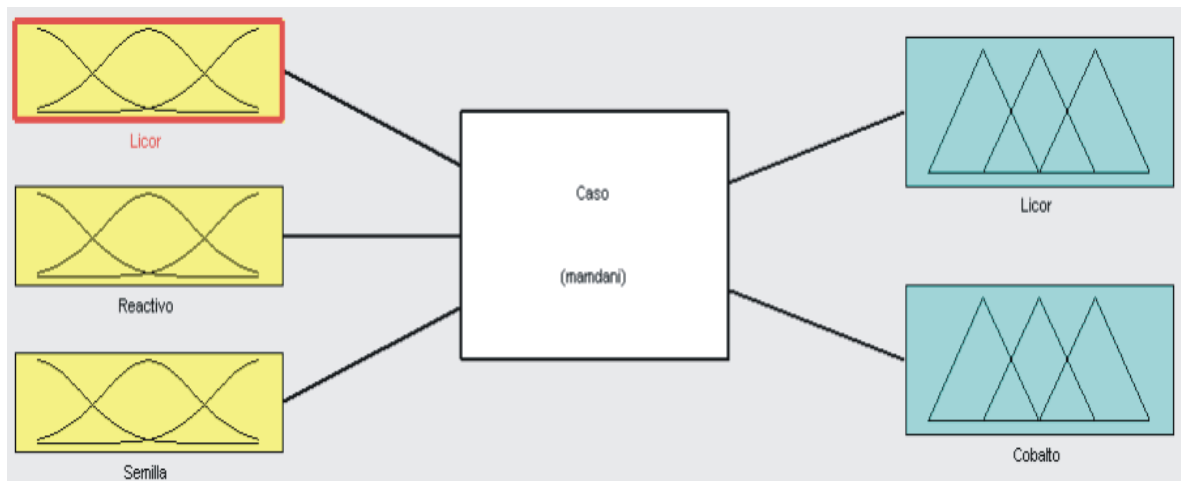 Licor
Reactivo
Semilla
Caso
(mamdani)
Licor
Cobalto